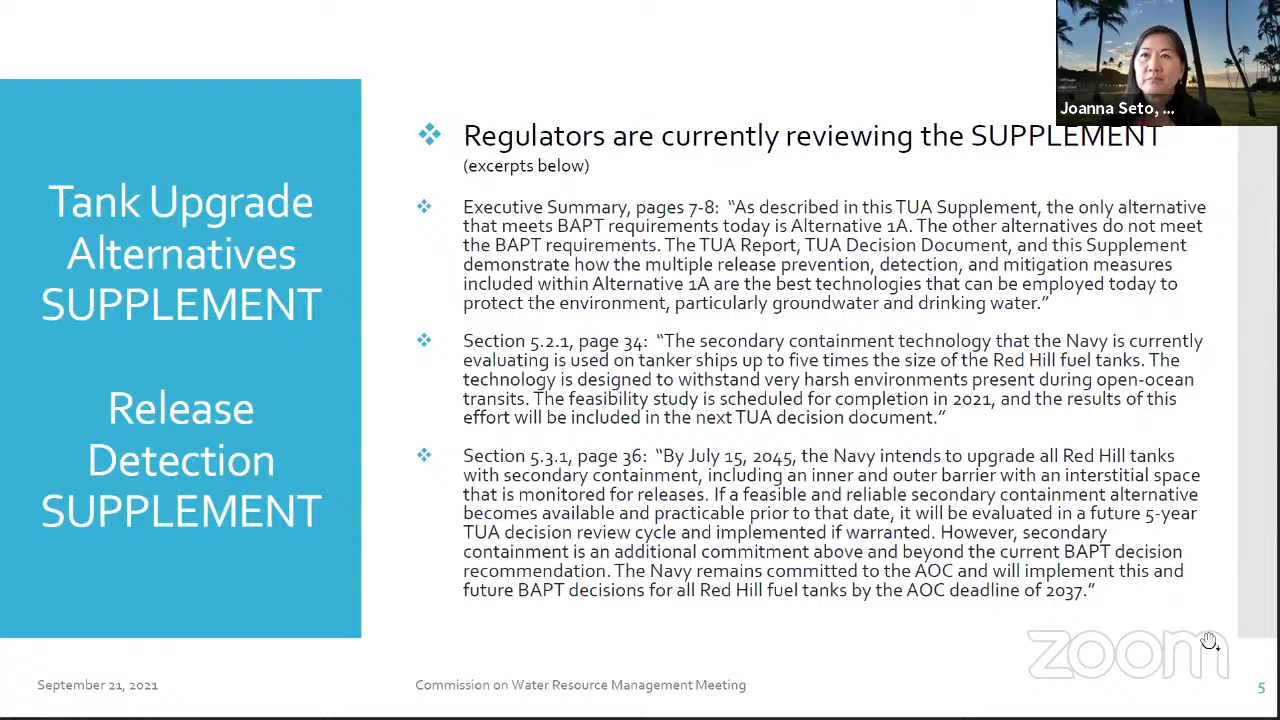 Joanna Seto, ...
Tank Upgrade
Alternatives
SUPPLEMENT
Release
Detection
SUPPLEMENT
Regulators are currently reviewing the SUPPLEMENT
(excerpts below)
Executive Summary, pages 7-8: “As described in this TUA Supplement, the only alternative
that meets BAPT requirements today is Alternative 1A. The other alternatives do not meet
the BAPT requirements. The TUA Report, TUA Decision Document, and this Supplement
demonstrate how the multiple release prevention, detection, and mitigation measures
included within Alternative 1A are the best technologies that can be employed today to
protect the environment, particularly groundwater and drinking water.”
Section 5.2.1, page 34: “The secondary containment technology that the Navy is currently
evaluating is used on tanker ships up to five times the size of the Red Hill fuel tanks. The
technology is designed to withstand very harsh environments present during open-ocean
transits. The feasibility study is scheduled for completion in 2021, and the results of this
effort will be included in the next TUA decision document.”
Section 5.3.1, page 36: “By July 15, 2045, the Navy intends to upgrade all Red Hill tanks
with secondary containment, including an inner and outer barrier with an interstitial space
that is monitored for releases. If a feasible and reliable secondary containment alternative
becomes available and practicable prior to that date, it will be evaluated in a future 5-year
TUA decision review cycle and implemented if warranted. However, secondary
containment is an additional commitment above and beyond the current BAPT decision
recommendation. The Navy remains committed to the AOC and will implement this and
future BAPT decisions for all Red Hill fuel tanks by the AOC deadline of 2037.”
zoom
September 21, 2021
Commission on Water Resource Management Meeting
5